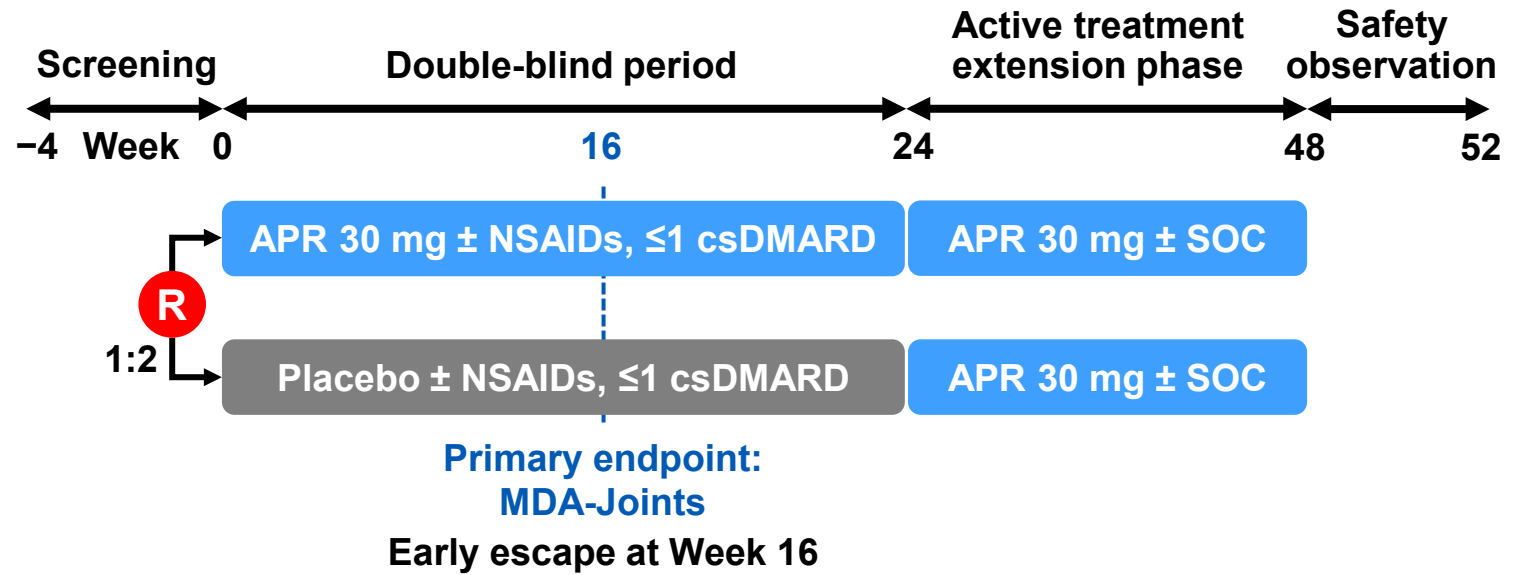 Screening
Double-blind period
Active treatment
extension phase
Safety
observation
−4 Week 0 16 24 48 52
APR 30 mg ± NSAIDs, ≤1 csDMARD
APR 30 mg ± SOC
R
1:2
Placebo ± NSAIDs, ≤1 csDMARD
APR 30 mg ± SOC
Primary endpoint:
MDA-Joints
Early escape at Week 16